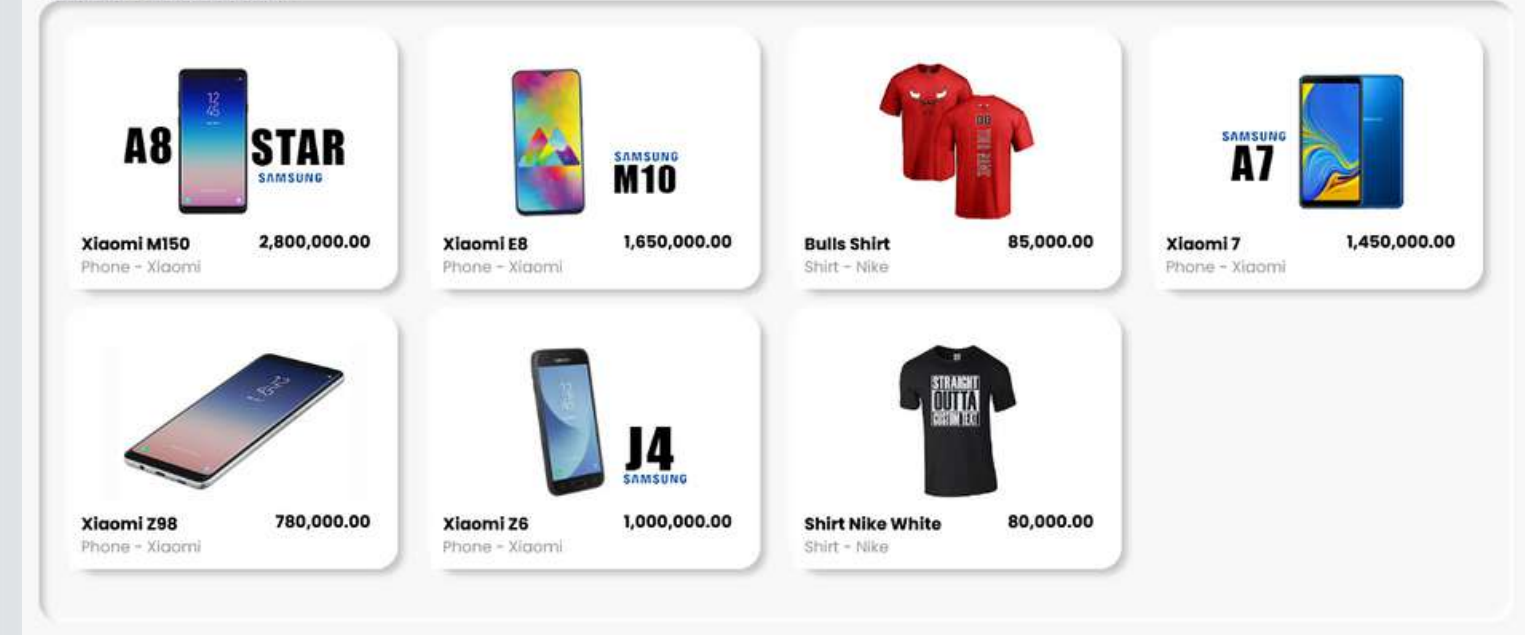 A8 STAR
SAMSUNG
Xiaomi M150 2,800,000.00
Phone - Xiaomi
SAMSUNG
M10
Xiaomi E8 1,650,000.00
Phone - Xiaomi
Bulls Shirt 85,000.00
Shirt - Nike
SAMSUNG
A7
Xiaomi 7 1,450,000.00
Phone - Xiaomi
Xiaomi Z98 780,000.00
Phone - Xiaomi
J4
SAMSUNG
Xiaomi Z6 1,000,000.00
Phone - Xiaomi
STRAIGHT
OUTTA
CUSTOM TEXT
Shirt Nike White 80,000.00
Shirt - Nike